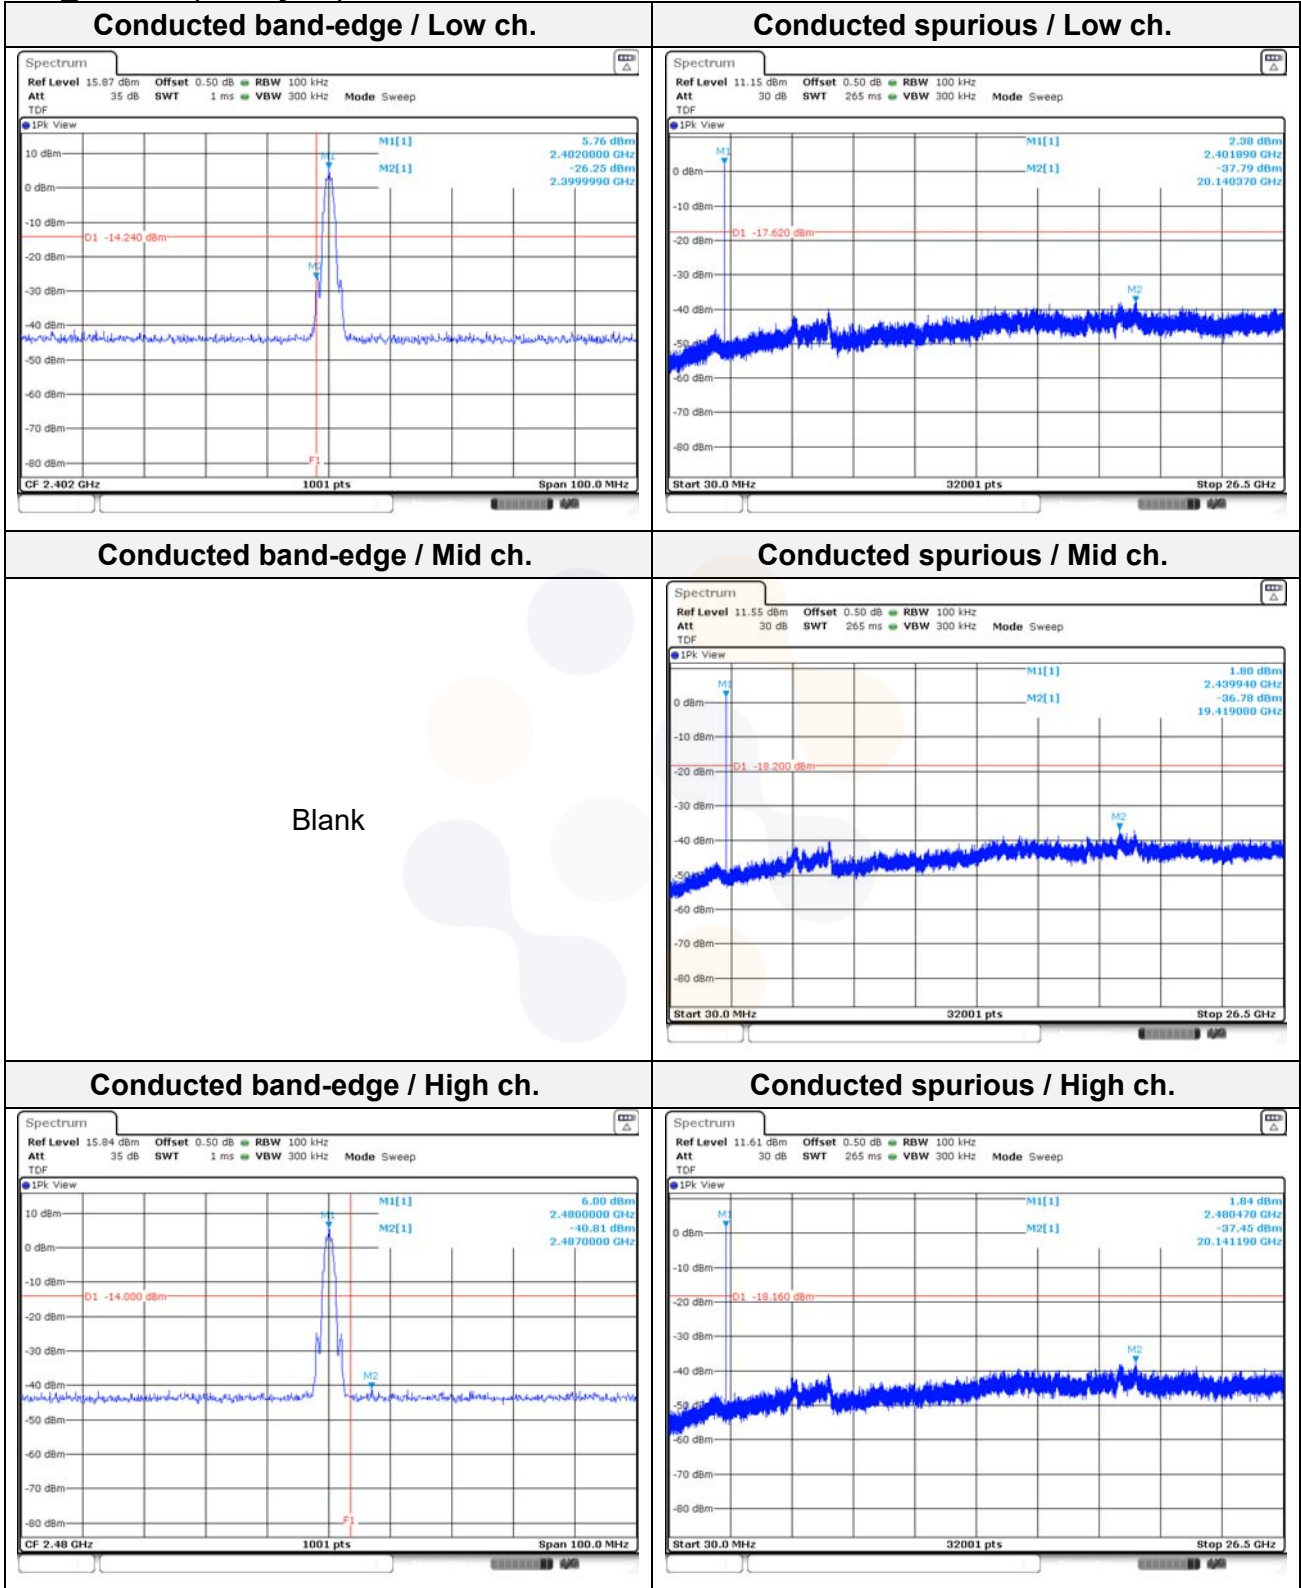 Conducted band-edge / Low ch.
Conducted spurious / Low ch.
Spectrum
Ref Level 15.87 dBm Offset 0.50 dB RBW 100 kHz
Att 35 dB SWT 1 ms VBW 300 kHz Mode Sweep
TDF
1Pk View
M1[1] 5.76 dBm
2.4020000 GHz
M2[1] -26.25 dBm
2.3999990 GHz
M1
10 dBm
0 dBm
-10 dBm
D1 -14.240 dBm
-20 dBm
M2
-30 dBm
-40 dBm
-50 dBm
-60 dBm
-70 dBm
-80 dBm
F1
CF 2.402 GHz 1001 pts Span 100.0 MHz
Spectrum
Ref Level 11.15 dBm Offset 0.50 dB RBW 100 kHz
Att 30 dB SWT 265 ms VBW 300 kHz Mode Sweep
TDF
1Pk View
M1[1] 2.38 dBm
2.401890 GHz
M2[1] -37.79 dBm
20.140370 GHz
M1
0 dBm
-10 dBm
D1 -17.620 dBm
-20 dBm
-30 dBm
M2
-40 dBm
-50
-60 dBm
-70 dBm
-80 dBm
Start 30.0 MHz 32001 pts Stop 26.5 GHz
Conducted band-edge / Mid ch.
Conducted spurious / Mid ch.
Blank
Spectrum
Ref Level 11.55 dBm Offset 0.50 dB RBW 100 kHz
Att 30 dB SWT 265 ms VBW 300 kHz Mode Sweep
TDF
1Pk View
M1[1] 1.80 dBm
2.439940 GHz
M2[1] -36.78 dBm
19.419080 GHz
M1
0 dBm
-10 dBm
D1 -18.200 dBm
-20 dBm
-30 dBm
M2
-40 dBm
-50
-60 dBm
-70 dBm
-80 dBm
Start 30.0 MHz 32001 pts Stop 26.5 GHz
Conducted band-edge / High ch.
Conducted spurious / High ch.
Spectrum
Ref Level 15.84 dBm Offset 0.50 dB RBW 100 kHz
Att 35 dB SWT 1 ms VBW 300 kHz Mode Sweep
TDF
1Pk View
M1[1] 6.00 dBm
2.4800000 GHz
M2[1] -40.81 dBm
2.4870000 GHz
M1
10 dBm
0 dBm
-10 dBm
D1 -14.000 dBm
-20 dBm
-30 dBm
M2
-40 dBm
-50 dBm
-60 dBm
-70 dBm
-80 dBm
F1
CF 2.48 GHz 1001 pts Span 100.0 MHz
Spectrum
Ref Level 11.61 dBm Offset 0.50 dB RBW 100 kHz
Att 30 dB SWT 265 ms VBW 300 kHz Mode Sweep
TDF
1Pk View
M1[1] 1.84 dBm
2.480470 GHz
M2[1] -37.45 dBm
20.141190 GHz
M1
0 dBm
-10 dBm
D1 -18.160 dBm
-20 dBm
-30 dBm
M2
-40 dBm
-50
-60 dBm
-70 dBm
-80 dBm
Start 30.0 MHz 32001 pts Stop 26.5 GHz